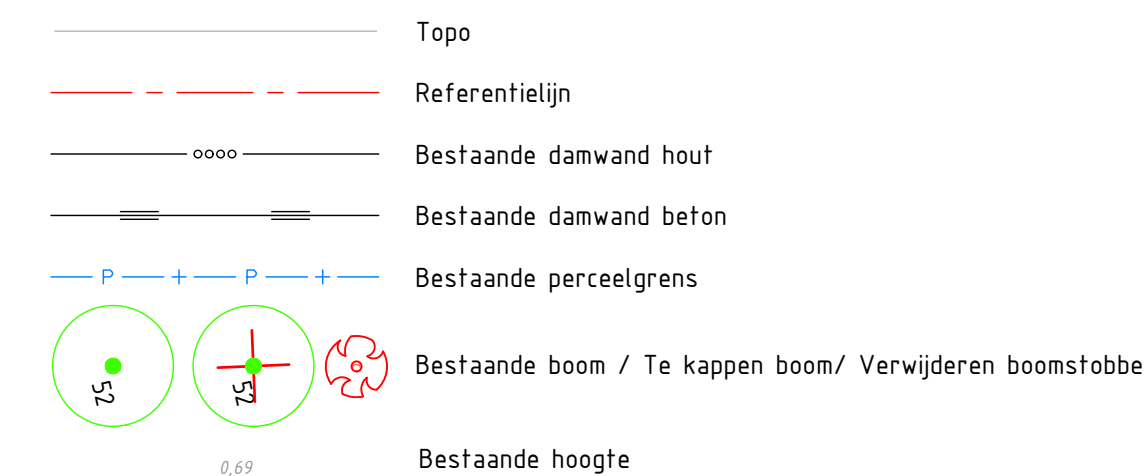 Topo
Referentielijn
Bestaande damwand hout
Bestaande damwand beton
P + P + Bestaande perceelgrens
52 52 Bestaande boom / Te kappen boom/ Verwijderen boomstobbe
0,69 Bestaande hoogte